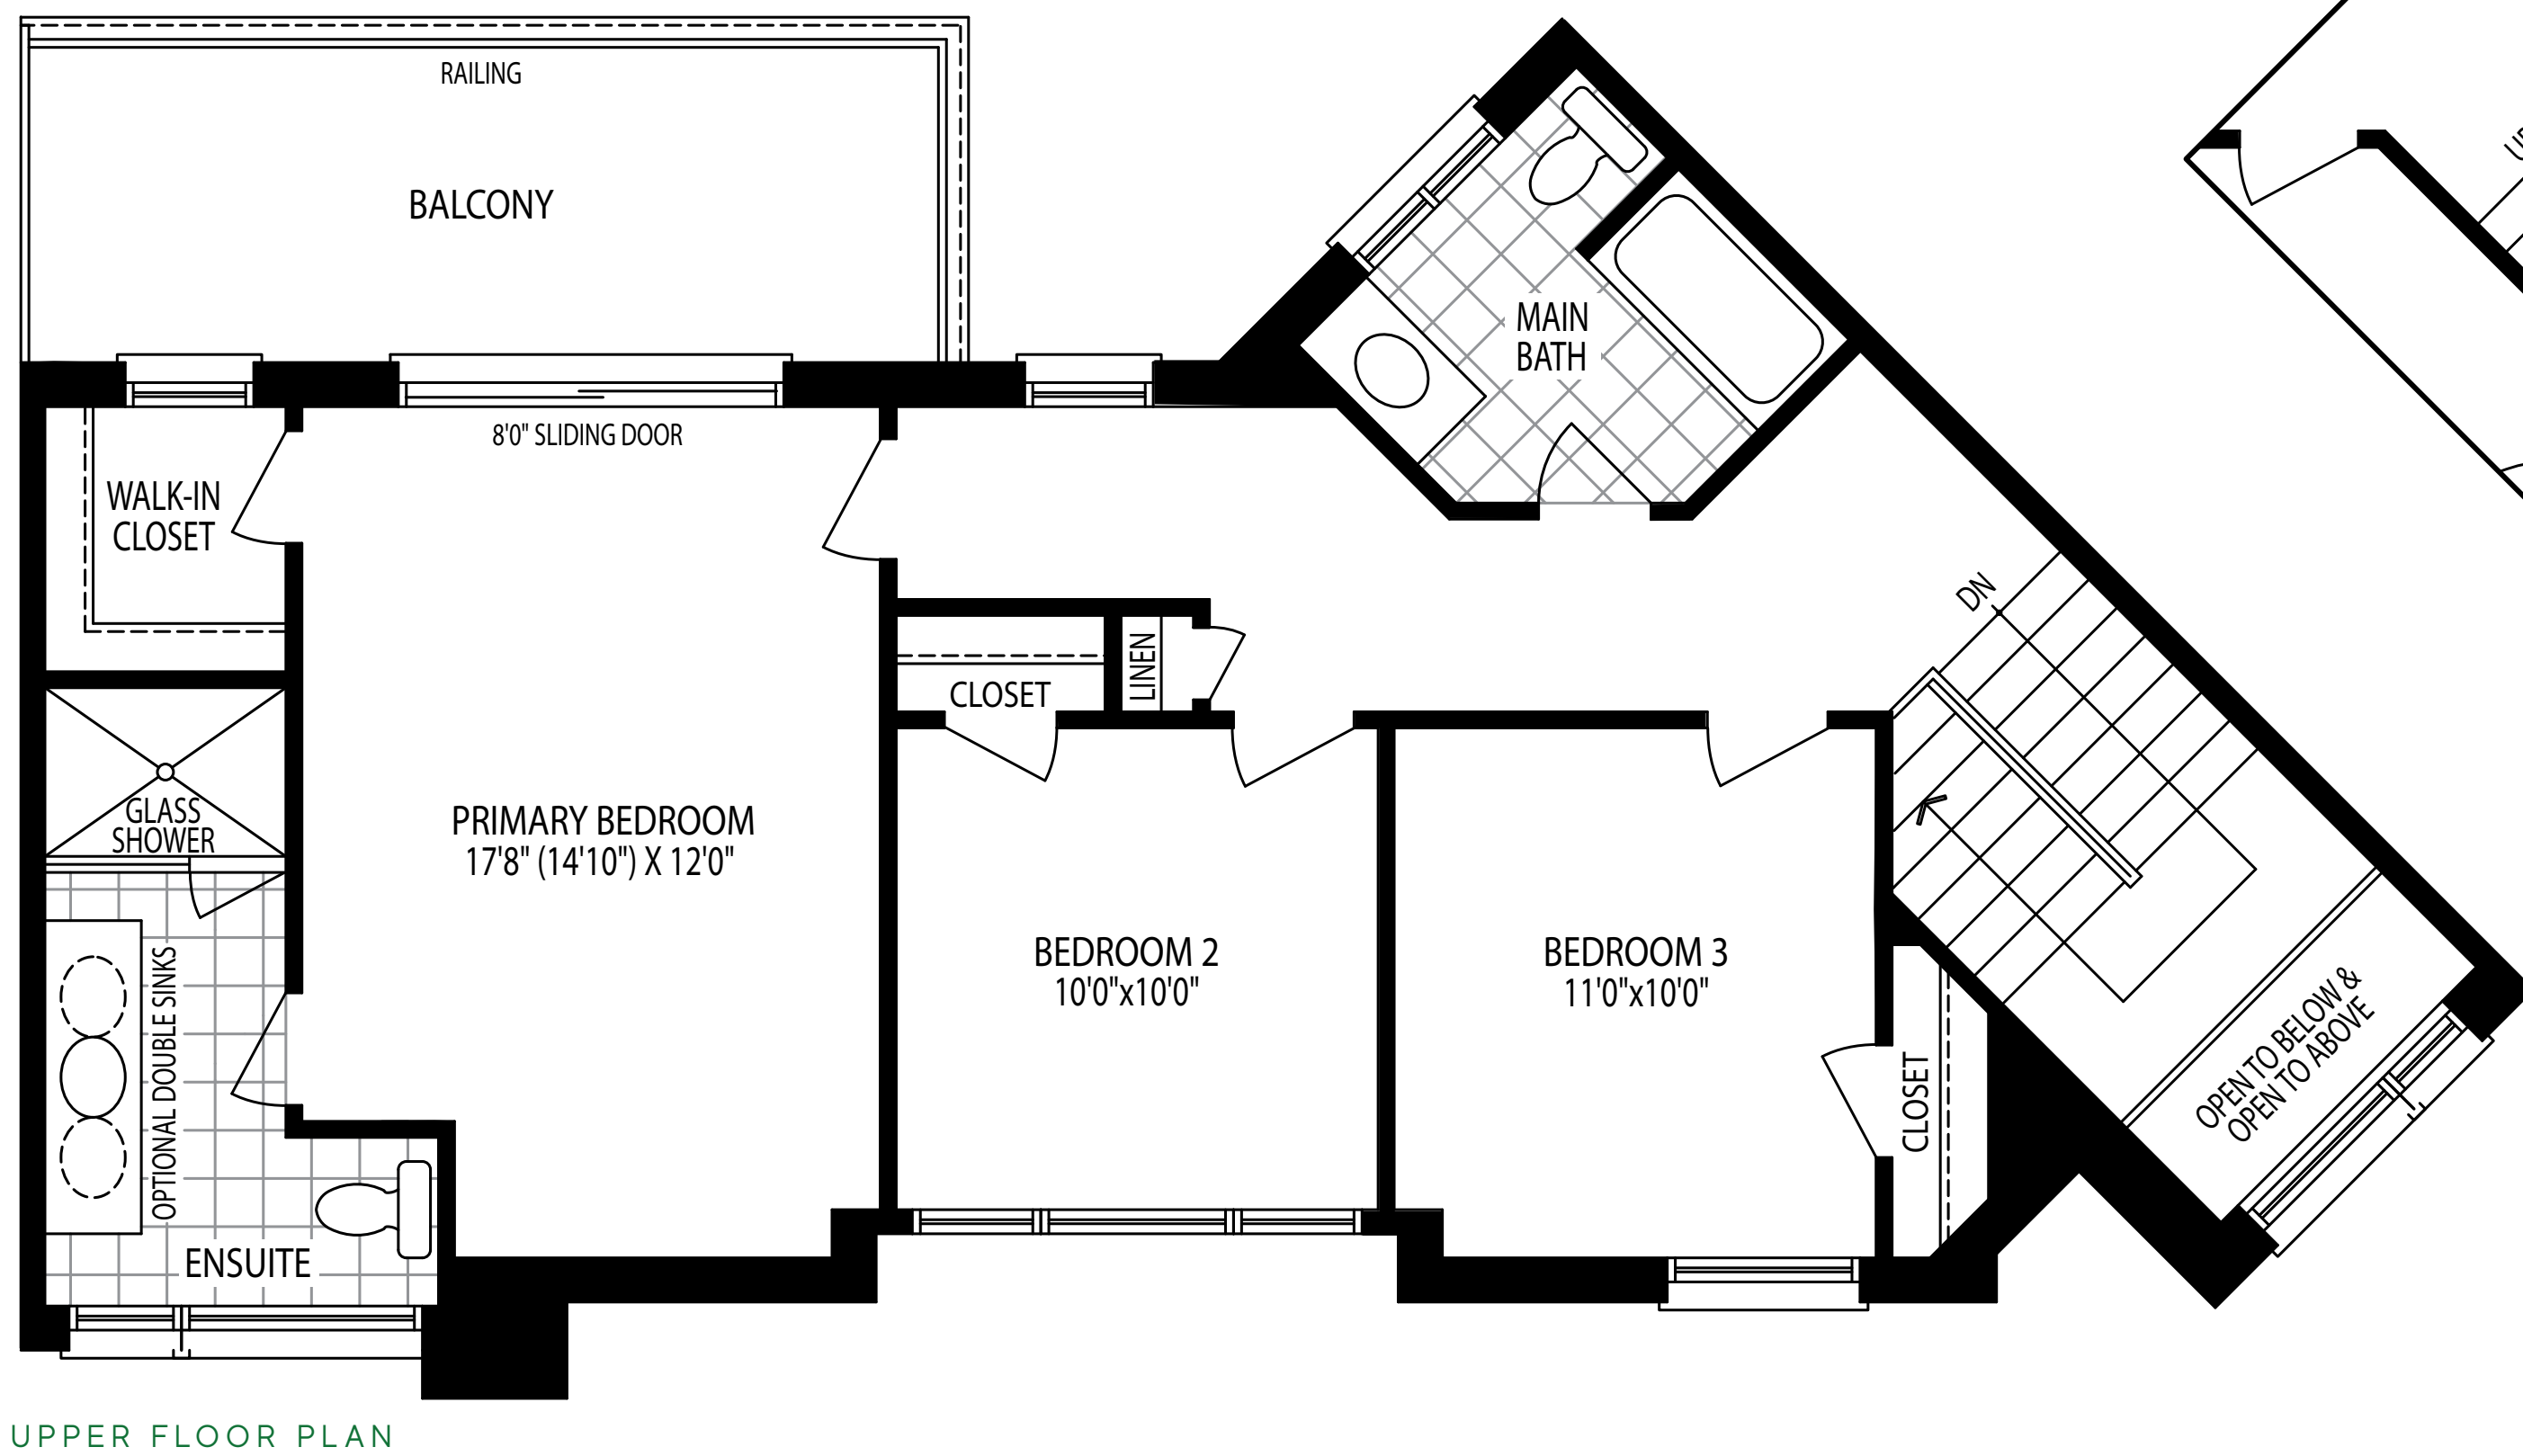 RAILING
BALCONY
8'0" SLIDING DOOR
WALK-IN
CLOSET
MAIN
BATH
DN
LINEN
CLOSET
GLASS
SHOWER
PRIMARY BEDROOM
17'8" (14'10") X 12'0"
BEDROOM 2
10'0"x10'0"
BEDROOM 3
11'0"x10'0"
OPTIONAL DOUBLE SINKS
CLOSET
OPEN TO BELOW &
OPEN TO ABOVE
ENSUITE
UPPER FLOOR PLAN